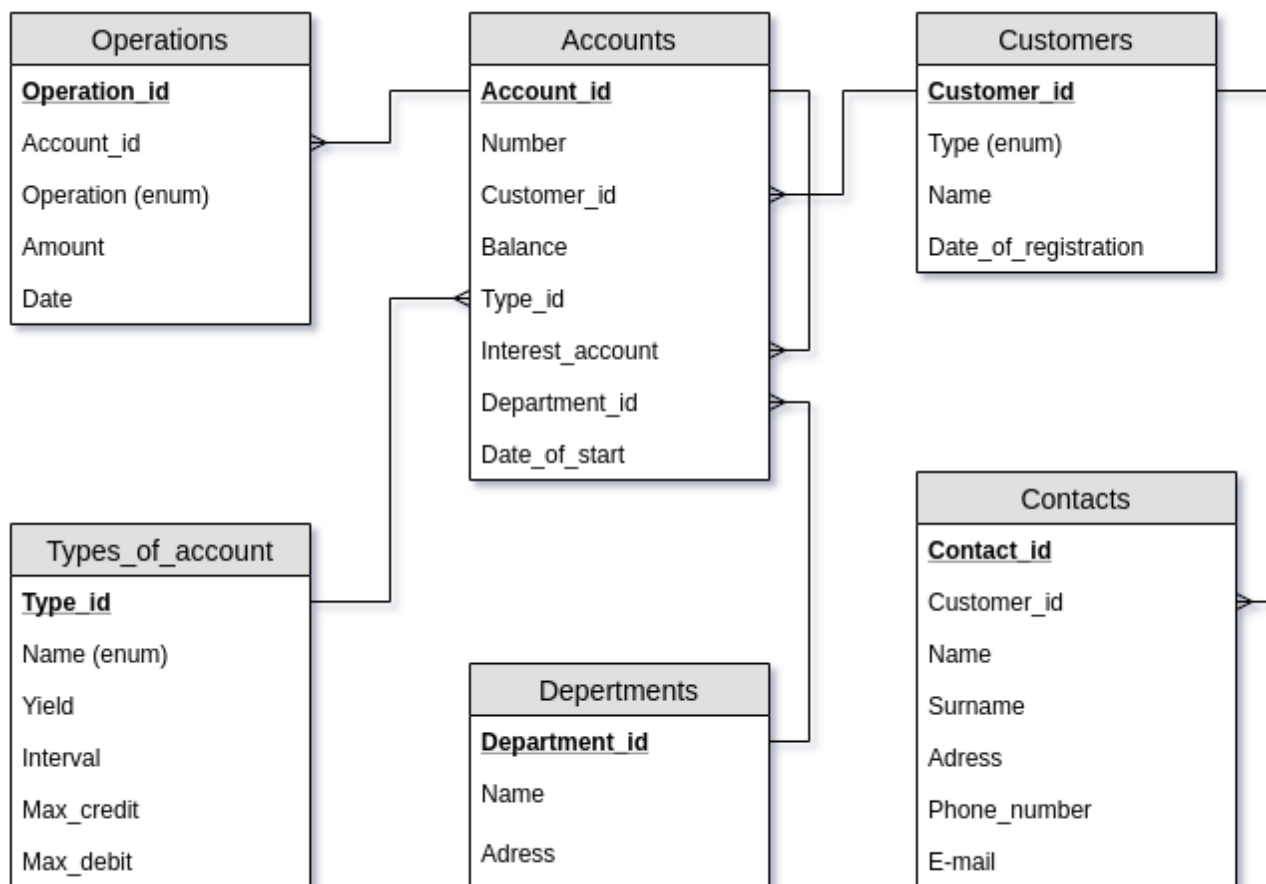 Operations
Operation_id
Account_id
Operation (enum)
Amount
Date
Accounts
Account_id
Number
Customer_id
Balance
Type_id
Interest_account
Department_id
Date_of_start
Customers
Customer_id
Type (enum)
Name
Date_of_registration
Types_of_account
Type_id
Name (enum)
Yield
Interval
Max_credit
Max_debit
Depertments
Department_id
Name
Adress
Contacts
Contact_id
Customer_id
Name
Surname
Adress
Phone_number
E-mail